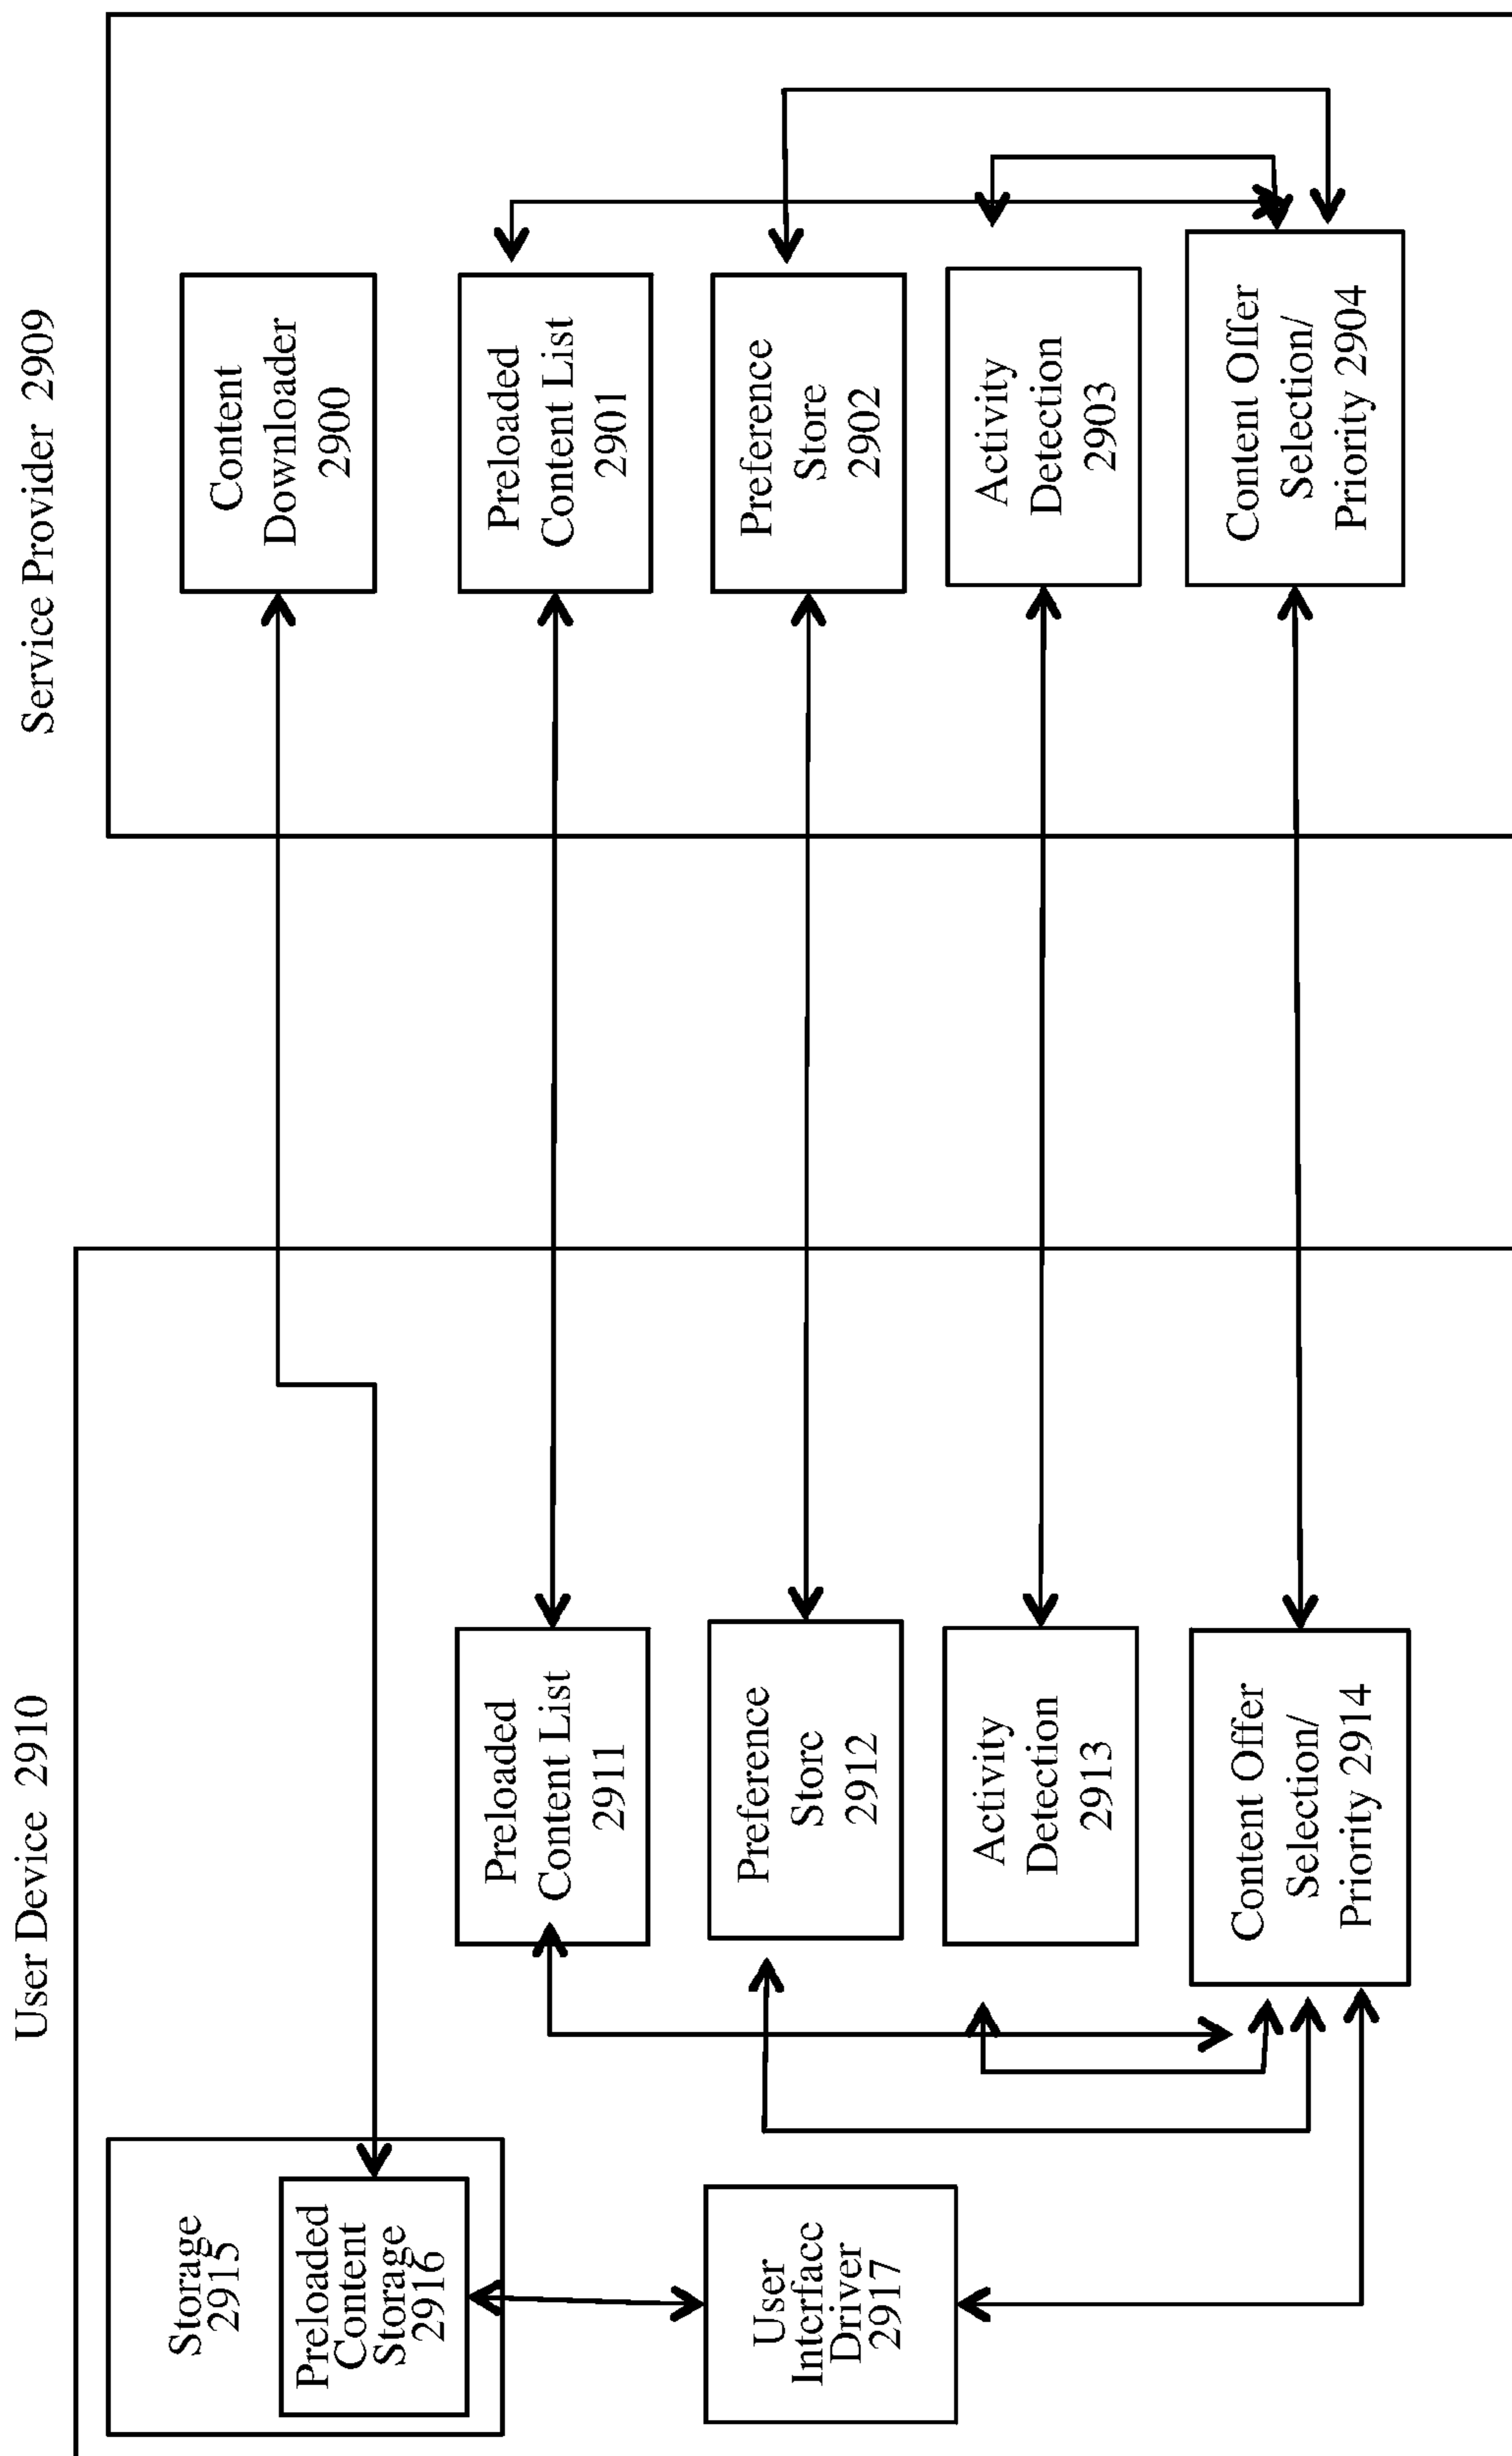 User Device 2910
Storage
2915
Preloaded
Content
Storage
2916
User
Interface
Driver
2917
Preloaded
Content List
2911
Preference
Store
2912
Activity
Detection
2913
Content Offer
Selection/
Priority 2914
Service Provider 2909
Content
Downloader
2900
Preloaded
Content List
2901
Preference
Store
2902
Activity
Detection
2903
Content Offer
Selection/
Priority 2904